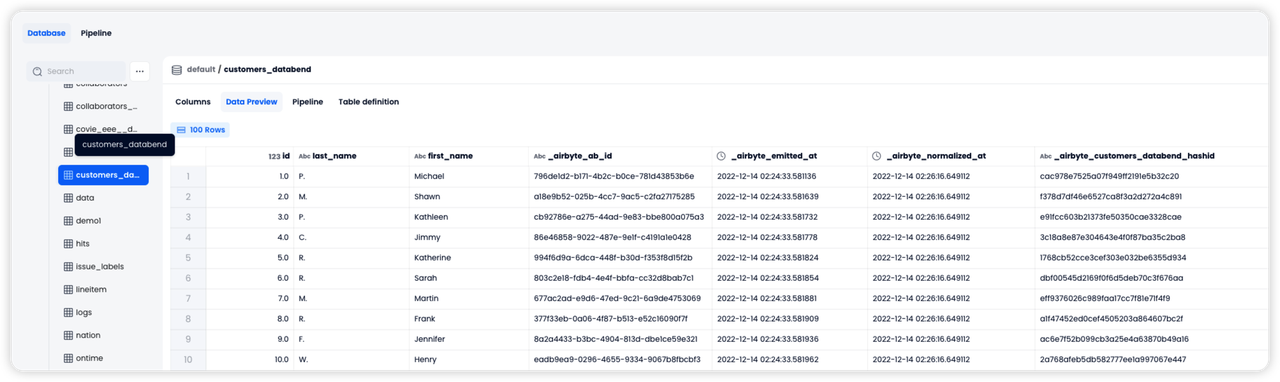 Database Pipeline
Search ...
default / customers_databend
collaborators
collaborators_...
covie_eee__d...
customers_databend
customers_da...
data
demo1
hits
issue_labels
lineitem
logs
nation
ontime
Columns Data Preview Pipeline Table definition
100 Rows
123 id Abc last_name Abc first_name Abc _airbyte_ab_id _airbyte_emitted_at _airbyte_normalized_at Abc _airbyte_customers_databend_hashid
1 1.0 P. Michael 796de1d2-b171-4b2c-b0ce-781d43853b6e 2022-12-14 02:24:33.581136 2022-12-14 02:26:16.649112 cac978e7525a07f949ff2191e5b32c20
2 2.0 M. Shawn a18e9b52-025b-4cc7-9ac5-c2fa27175285 2022-12-14 02:24:33.581639 2022-12-14 02:26:16.649112 f378d7df46e6527ca8f3a2d272a4c891
3 3.0 P. Kathleen cb92786e-a275-44ad-9e83-bbe800a075a3 2022-12-14 02:24:33.581732 2022-12-14 02:26:16.649112 e91fcc603b21373fe50350cae3328cae
4 4.0 C. Jimmy 86e46858-9022-487e-9e1f-c4191a1e0428 2022-12-14 02:24:33.581778 2022-12-14 02:26:16.649112 3c18a8e87e304643e4f0f87ba35c2ba8
5 5.0 R. Katherine 994f6d9a-6dca-448f-b30d-f353f8d15f2b 2022-12-14 02:24:33.581824 2022-12-14 02:26:16.649112 1768cb52cce3cef303e032be6355d934
6 6.0 R. Sarah 803c2e18-fdb4-4e4f-bbfa-cc32d8bab7c1 2022-12-14 02:24:33.581854 2022-12-14 02:26:16.649112 dbf00545d2169f0f6d5deb70c3f676aa
7 7.0 M. Martin 677ac2ad-e9d6-47ed-9c21-6a9de4753069 2022-12-14 02:24:33.581881 2022-12-14 02:26:16.649112 eff9376026c989faa17cc7f81e71f4f9
8 8.0 R. Frank 377f33eb-0a06-4f87-b513-e52c16090f7f 2022-12-14 02:24:33.581909 2022-12-14 02:26:16.649112 a1f47452ed0cef4505203a864607bc2f
9 9.0 F. Jennifer 8a2a4433-b3bc-4904-813d-dbe1ce59e321 2022-12-14 02:24:33.581936 2022-12-14 02:26:16.649112 ac6e7f52b099cb3a25e4a63870b49a16
10 10.0 W. Henry eadb9ea9-0296-4655-9334-9067b8fbcbf3 2022-12-14 02:24:33.581962 2022-12-14 02:26:16.649112 2a768afeb5db582777ee1a997067e447